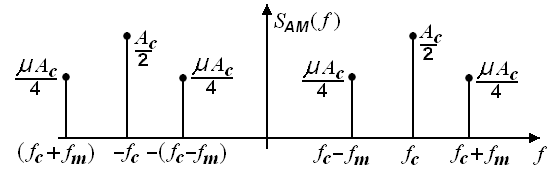 S_AM(f)
A_c/2
A_c/2
μA_c/4
μA_c/4
μA_c/4
μA_c/4
(f_c+f_m) -f_c -(f_c-f_m) f_c-f_m f_c f_c+f_m f